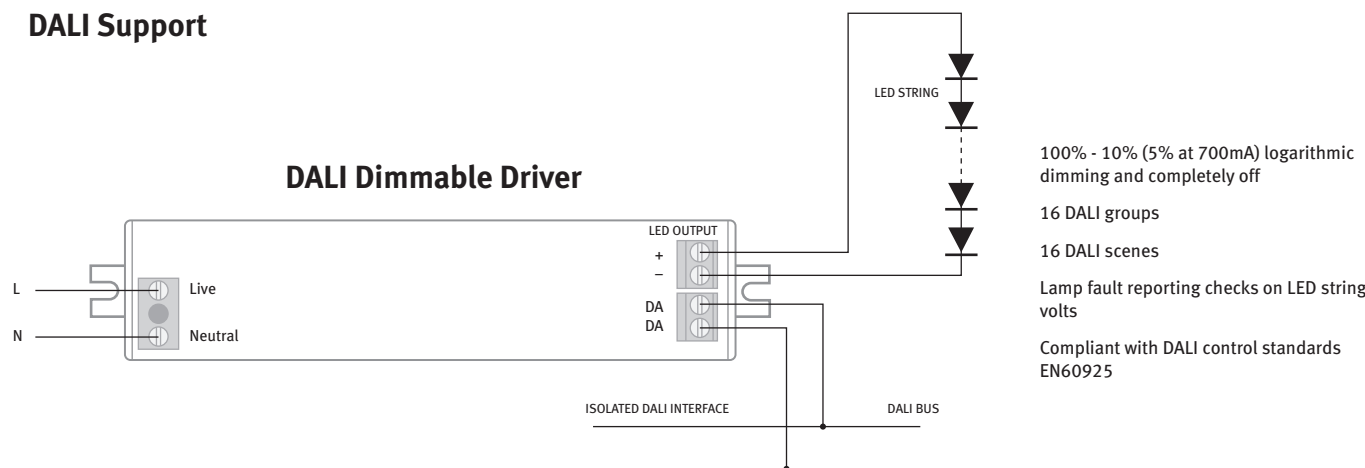 DALI Support
LED STRING
DALI Dimmable Driver
LED OUTPUT
+
–
L
Live
DA
DA
N
Neutral
ISOLATED DALI INTERFACE
DALI BUS
100% - 10% (5% at 700mA) logarithmic
dimming and completely off
16 DALI groups
16 DALI scenes
Lamp fault reporting checks on LED string
volts
Compliant with DALI control standards
EN60925